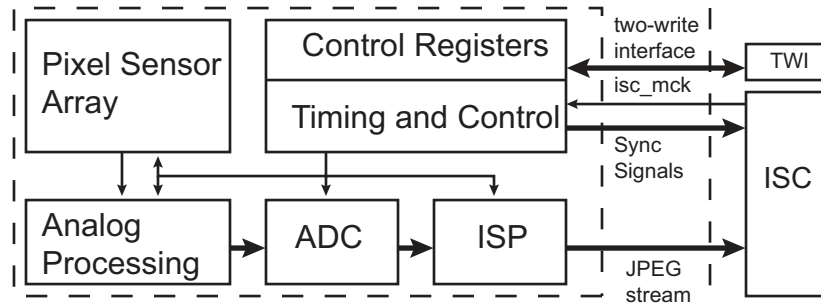 Pixel Sensor
Array
Control Registers
Timing and Control
two-write
interface
isc_mck
Sync
Signals
TWI
ISC
Analog
Processing
ADC
ISP
JPEG
stream